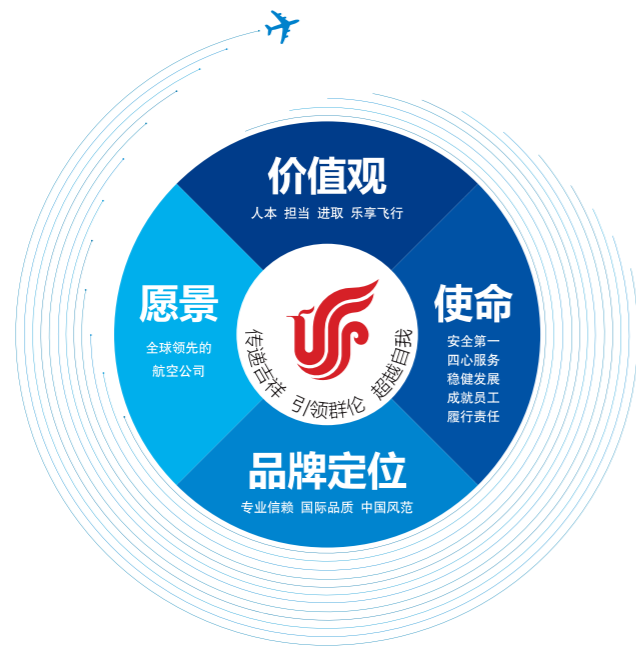 价值观
人本 担当 进取 乐享飞行
愿景
全球领先的
航空公司
使命
安全第一
四心服务
稳健发展
成就员工
履行责任
传递吉祥 引领群伦 超越自我
品牌定位
专业信赖 国际品质 中国风范